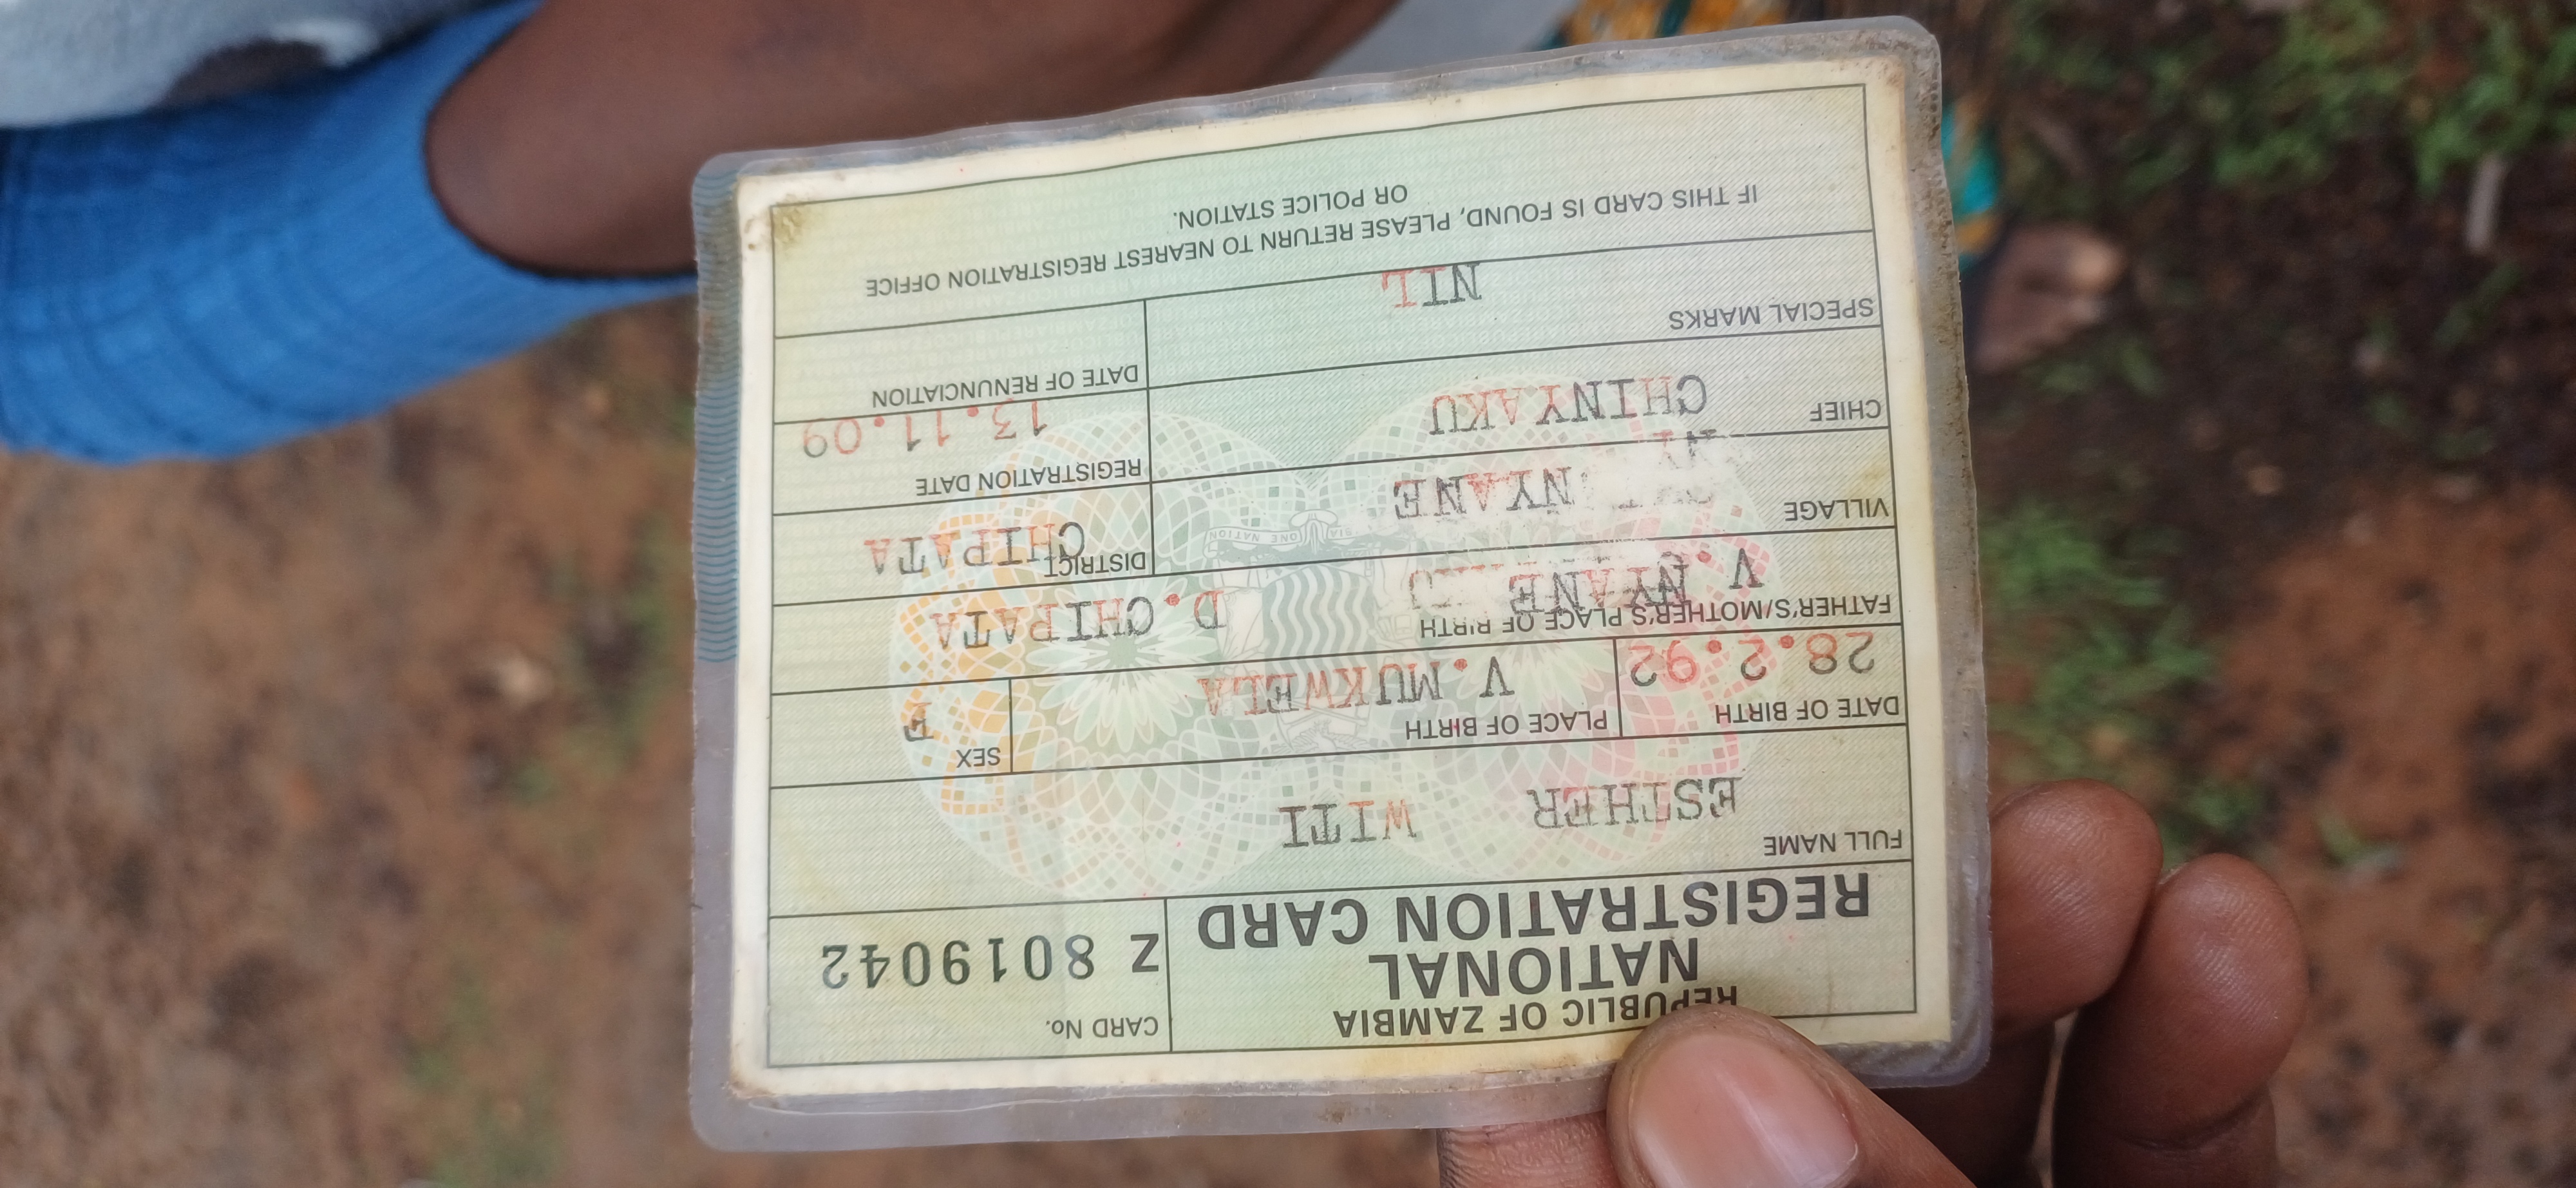 REPUBLIC OF ZAMBIA
NATIONAL
REGISTRATION CARD
CARD No.
Z 8019042
FULL NAME
ESTHER WITI
DATE OF BIRTH
28.2.92
PLACE OF BIRTH
V. MUKWELA
SEX
F
FATHER'S/MOTHER'S PLACE OF BIRTH
V. NYANE D. CHIPATA
VILLAGE
NYANE
DISTRICT
CHIPATA
CHIEF
CHINYAKU
REGISTRATION DATE
13.11.09
SPECIAL MARKS
NIL
DATE OF RENUNCIATION
IF THIS CARD IS FOUND, PLEASE RETURN TO NEAREST REGISTRATION OFFICE
OR POLICE STATION.